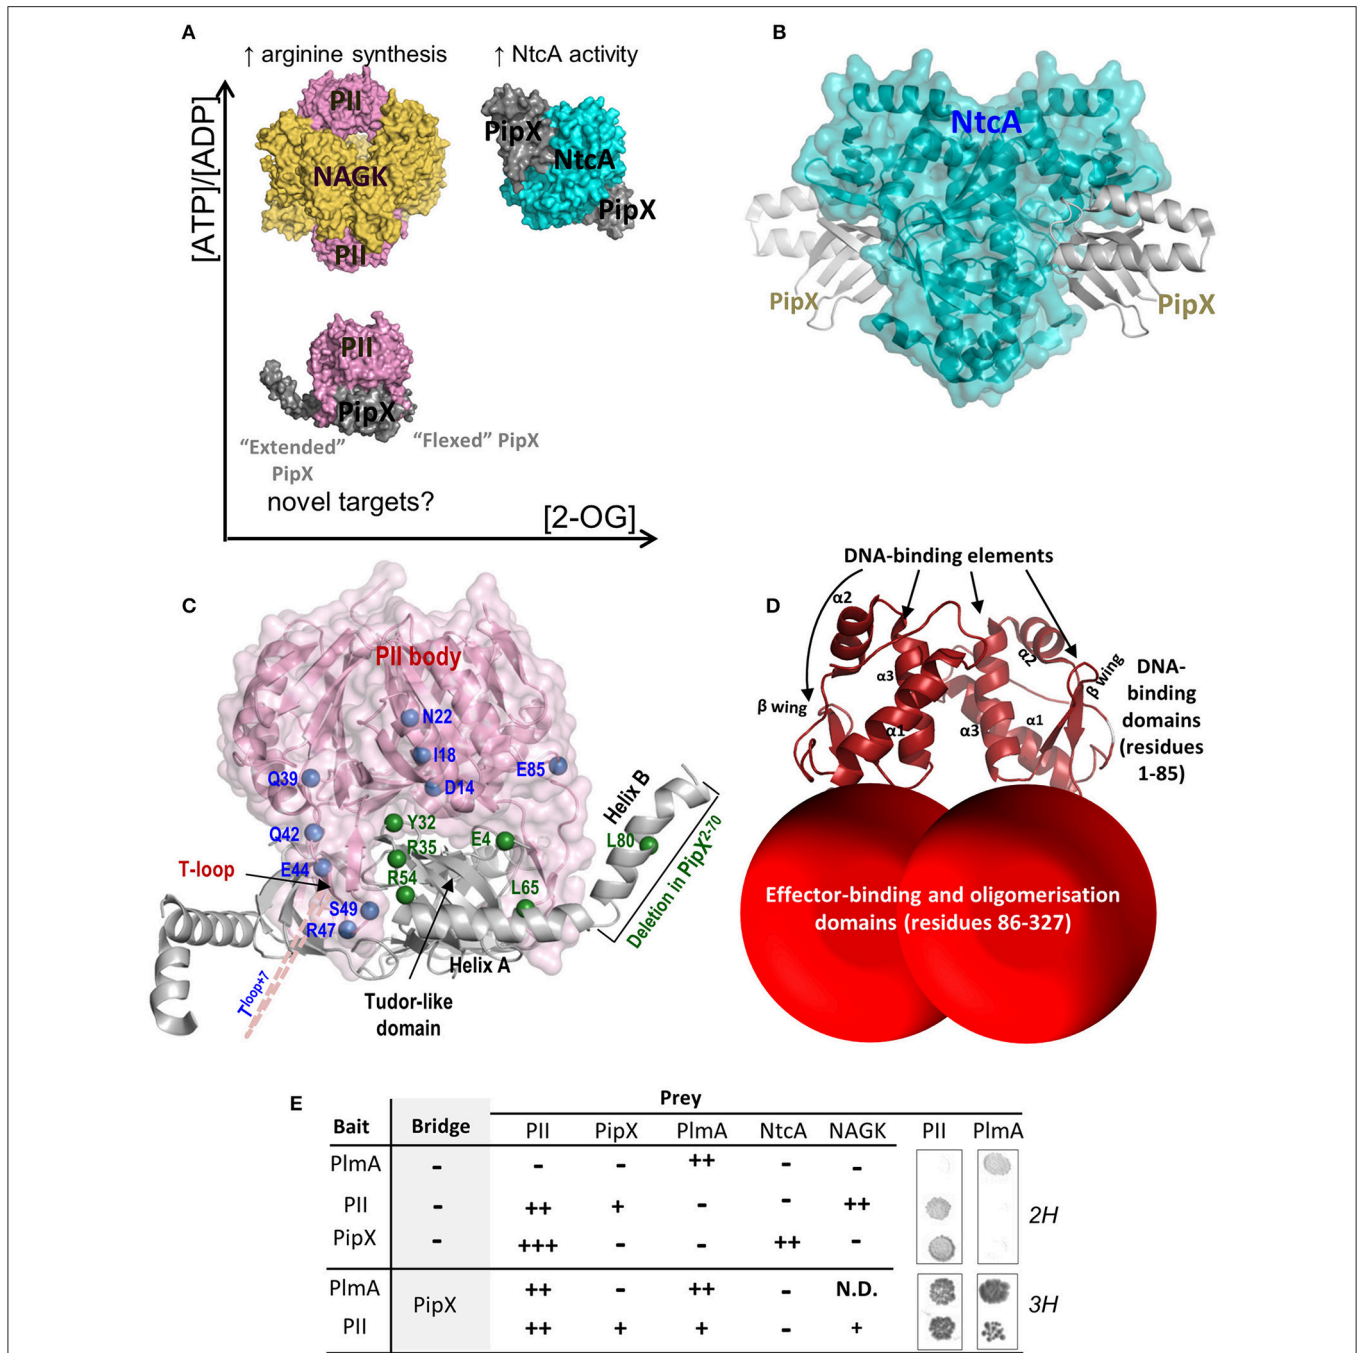 A
↑ arginine synthesis
↑ NtcA activity
[ATP]/[ADP]
PII
NAGK
PII
PipX
NtcA
PipX
PII
PipX
“Extended”
PipX
“Flexed” PipX
novel targets?
[2-OG]
B
NtcA
PipX
PipX
C
PII body
N22
I18
D14
E85
Q39
Q42
E44
S49
R47
Y32
R35
R54
E4
L65
L80
Helix B
Deletion in PipX2-70
T-loop
Helix A
Tloop+7
Tudor-like
domain
D
DNA-binding elements
α2
α3
α1
β wing
α2
α3
α1
β wing
DNA-
binding
domains
(residues
1-85)
Effector-binding and oligomerisation
domains (residues 86-327)
E
Prey
Bait Bridge PII PipX PlmA NtcA NAGK PII PlmA
PlmA - - - ++ - -
PII - ++ + - - ++
2H
PipX - +++ - - ++ -
PlmA ++ - ++ - N.D.
PipX
3H
PII ++ + + - +